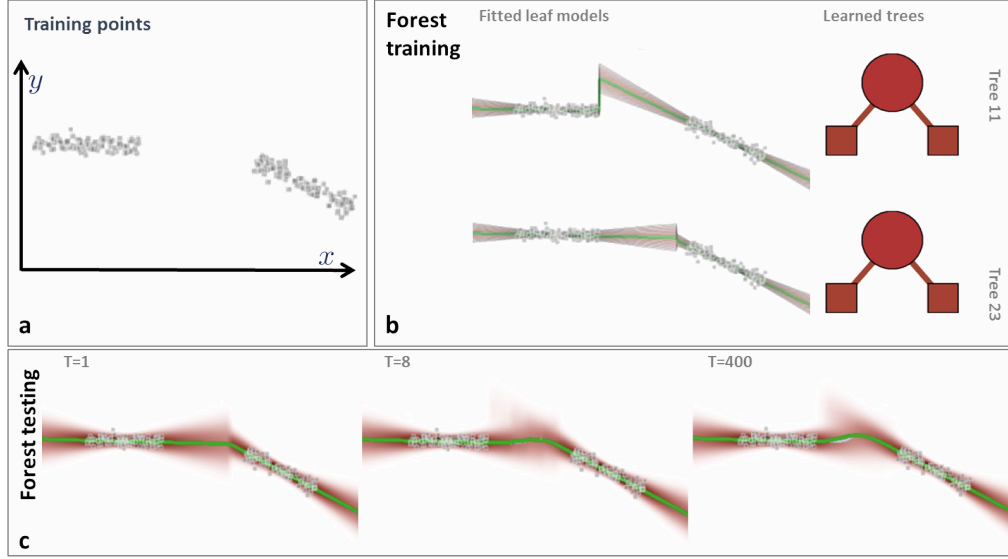 Training points
y
x
a
Forest
training
Fitted leaf models
Learned trees
Tree 11
Tree 23
b
Forest testing
T=1
T=8
T=400
c